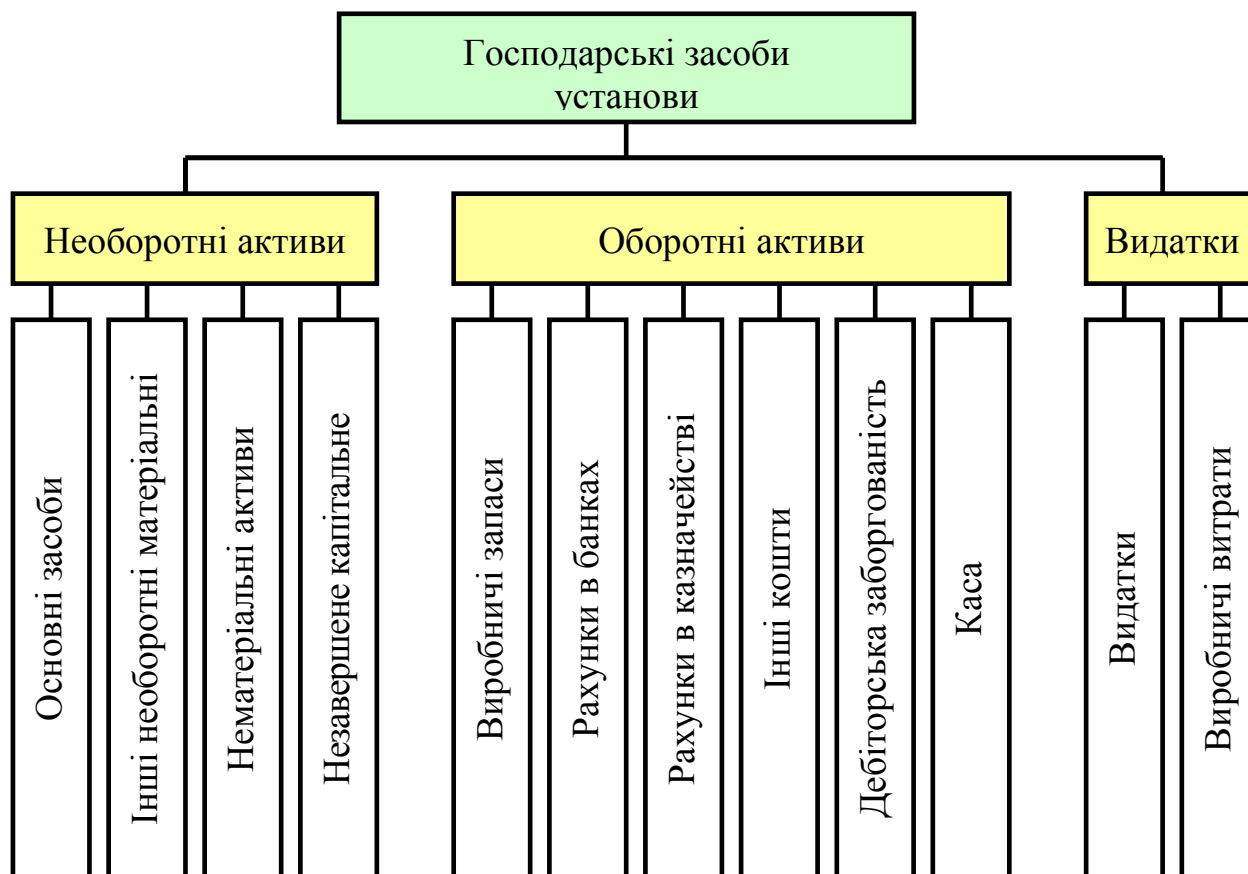 Господарські засоби
установи
Необоротні активи
Оборотні активи
Видатки
Основні засоби
Інші необоротні матеріальні
Нематеріальні активи
Незавершене капітальне
Виробничі запаси
Рахунки в банках
Рахунки в казначействі
Інші кошти
Дебіторська заборгованість
Каса
Видатки
Виробничі витрати